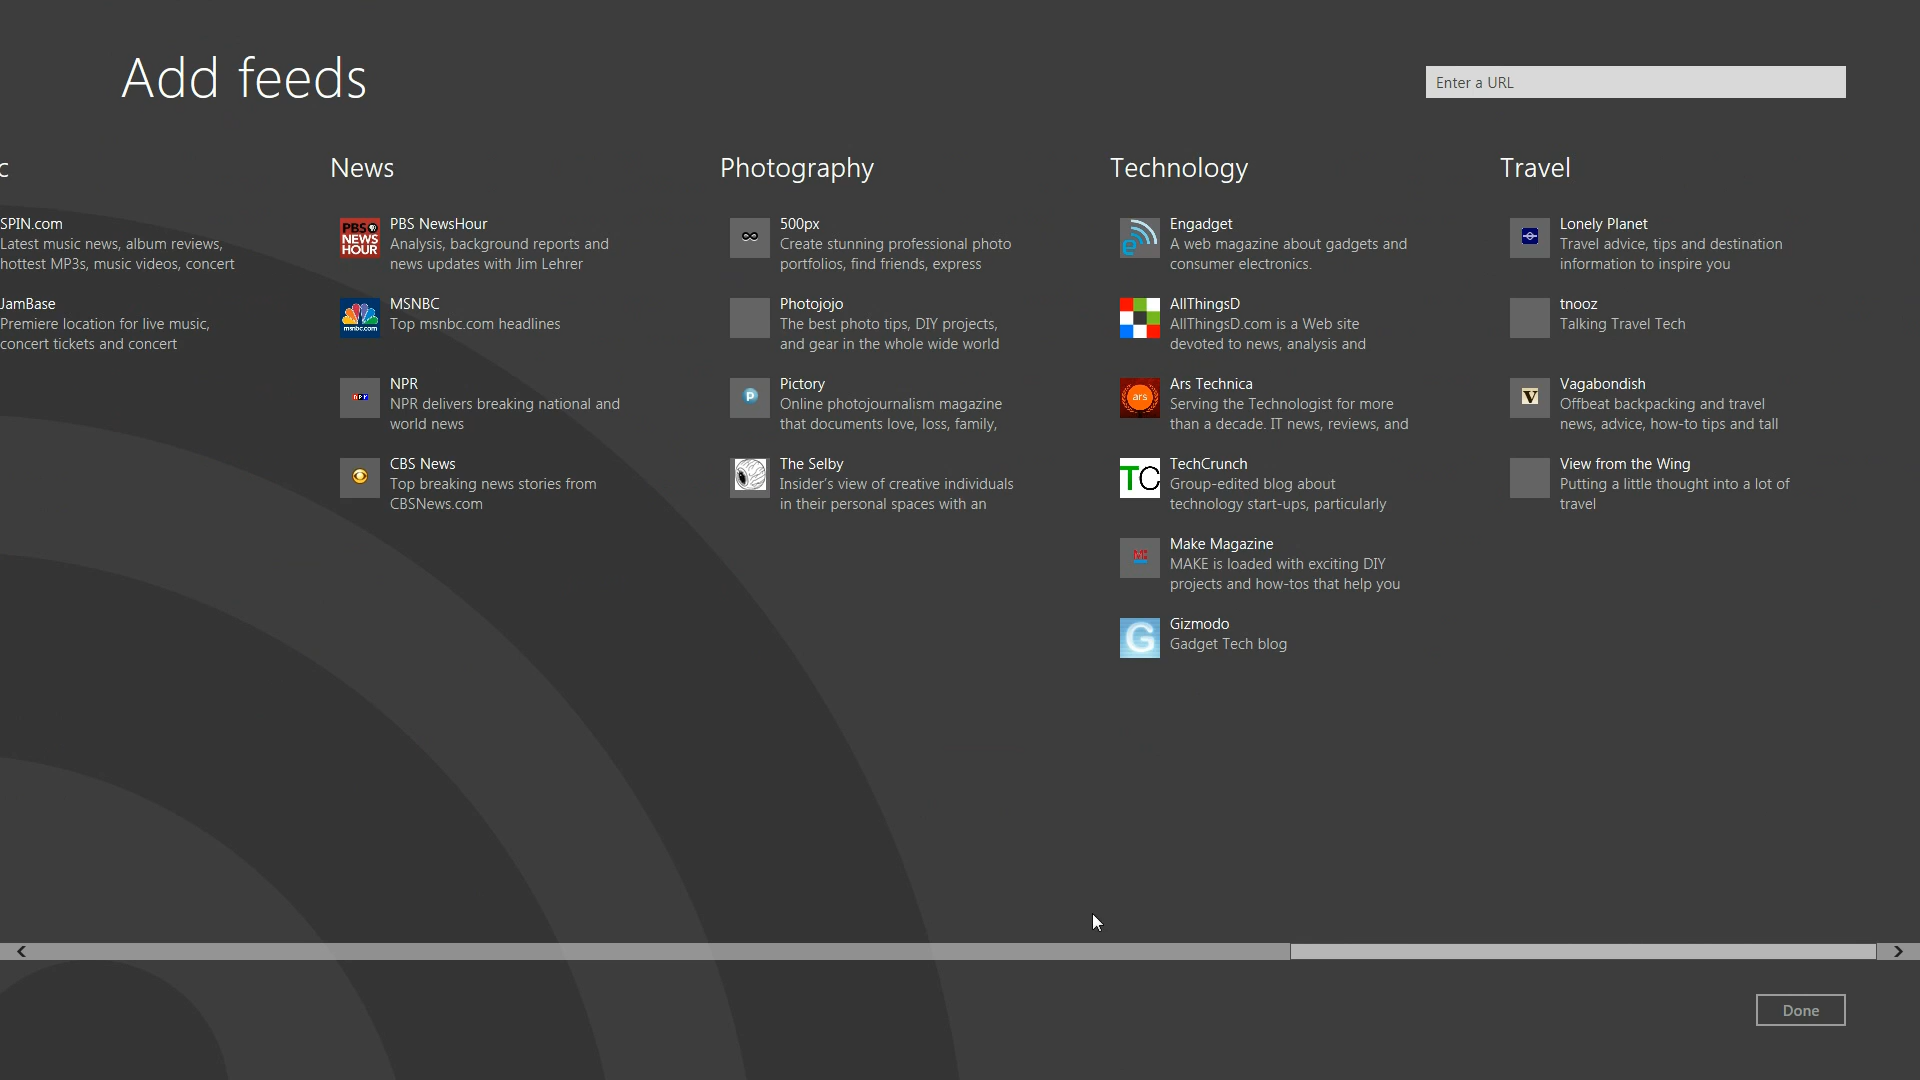 Add feeds
Enter a URL
c
SPIN.com
Latest music news, album reviews,
hottest MP3s, music videos, concert
JamBase
Premiere location for live music,
concert tickets and concert
News
PBS NEWS HOUR
PBS NewsHour
Analysis, background reports and
news updates with Jim Lehrer
msnbc.com
MSNBC
Top msnbc.com headlines
npr
NPR
NPR delivers breaking national and
world news
CBS News
Top breaking news stories from
CBSNews.com
Photography
500px
Create stunning professional photo
portfolios, find friends, express
Photojojo
The best photo tips, DIY projects,
and gear in the whole wide world
P
Pictory
Online photojournalism magazine
that documents love, loss, family,
The Selby
Insider's view of creative individuals
in their personal spaces with an
Technology
e
Engadget
A web magazine about gadgets and
consumer electronics.
AllThingsD
AllThingsD.com is a Web site
devoted to news, analysis and
ars
Ars Technica
Serving the Technologist for more
than a decade. IT news, reviews, and
TC
TechCrunch
Group-edited blog about
technology start-ups, particularly
Make Magazine
MAKE is loaded with exciting DIY
projects and how-tos that help you
G
Gizmodo
Gadget Tech blog
Travel
Lonely Planet
Travel advice, tips and destination
information to inspire you
tnooz
Talking Travel Tech
V
Vagabondish
Offbeat backpacking and travel
news, advice, how-to tips and tall
View from the Wing
Putting a little thought into a lot of
travel
Done